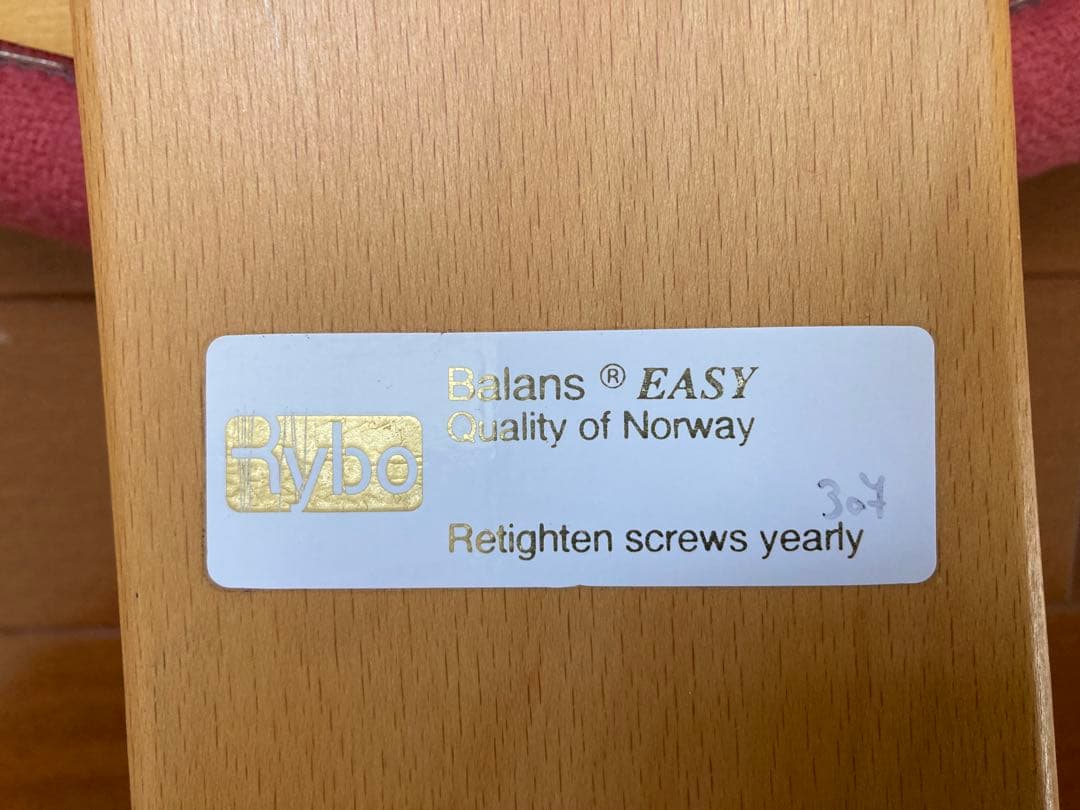 Balans ® EASY
Quality of Norway
Rybo
307
Retighten screws yearly